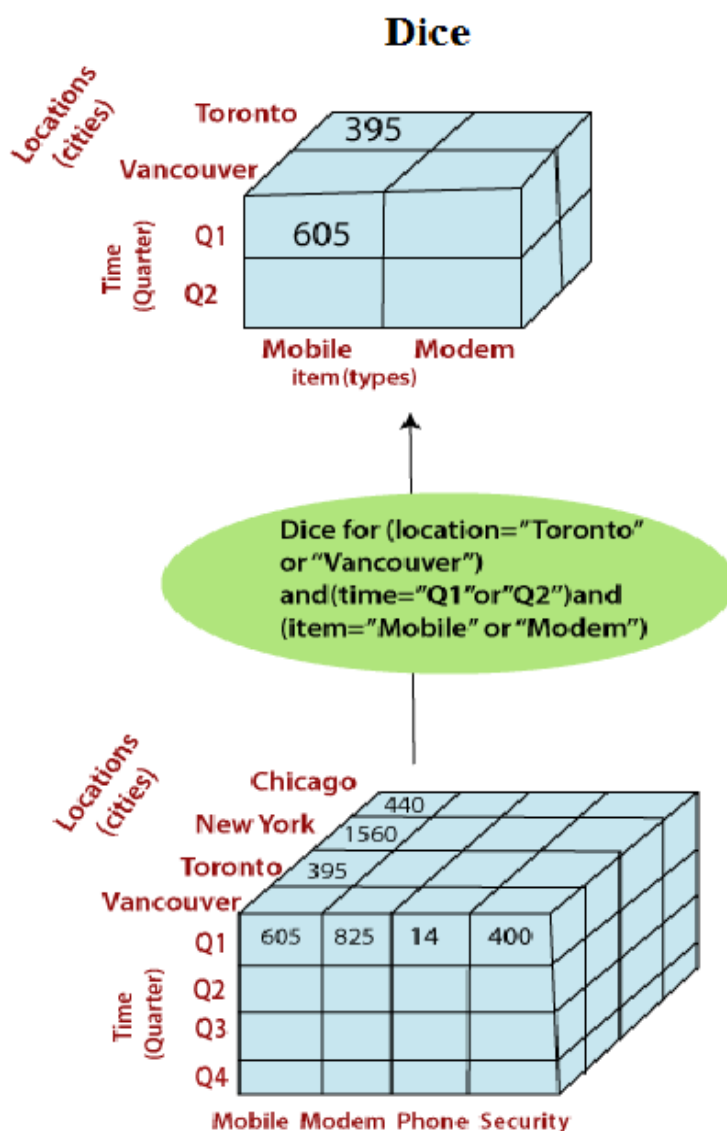 Dice
Locations
(cities)
Toronto
395
Vancouver
Time
(Quarter)
Q1
605
Q2
Mobile Modem
item(types)
Dice for (location="Toronto"
or "Vancouver")
and(time="Q1"or"Q2")and
(item="Mobile" or "Modem")
Locations
(cities)
Chicago
440
New York
1560
Toronto
395
Vancouver
Time
(Quarter)
Q1 605 825 14 400
Q2
Q3
Q4
Mobile Modem Phone Security